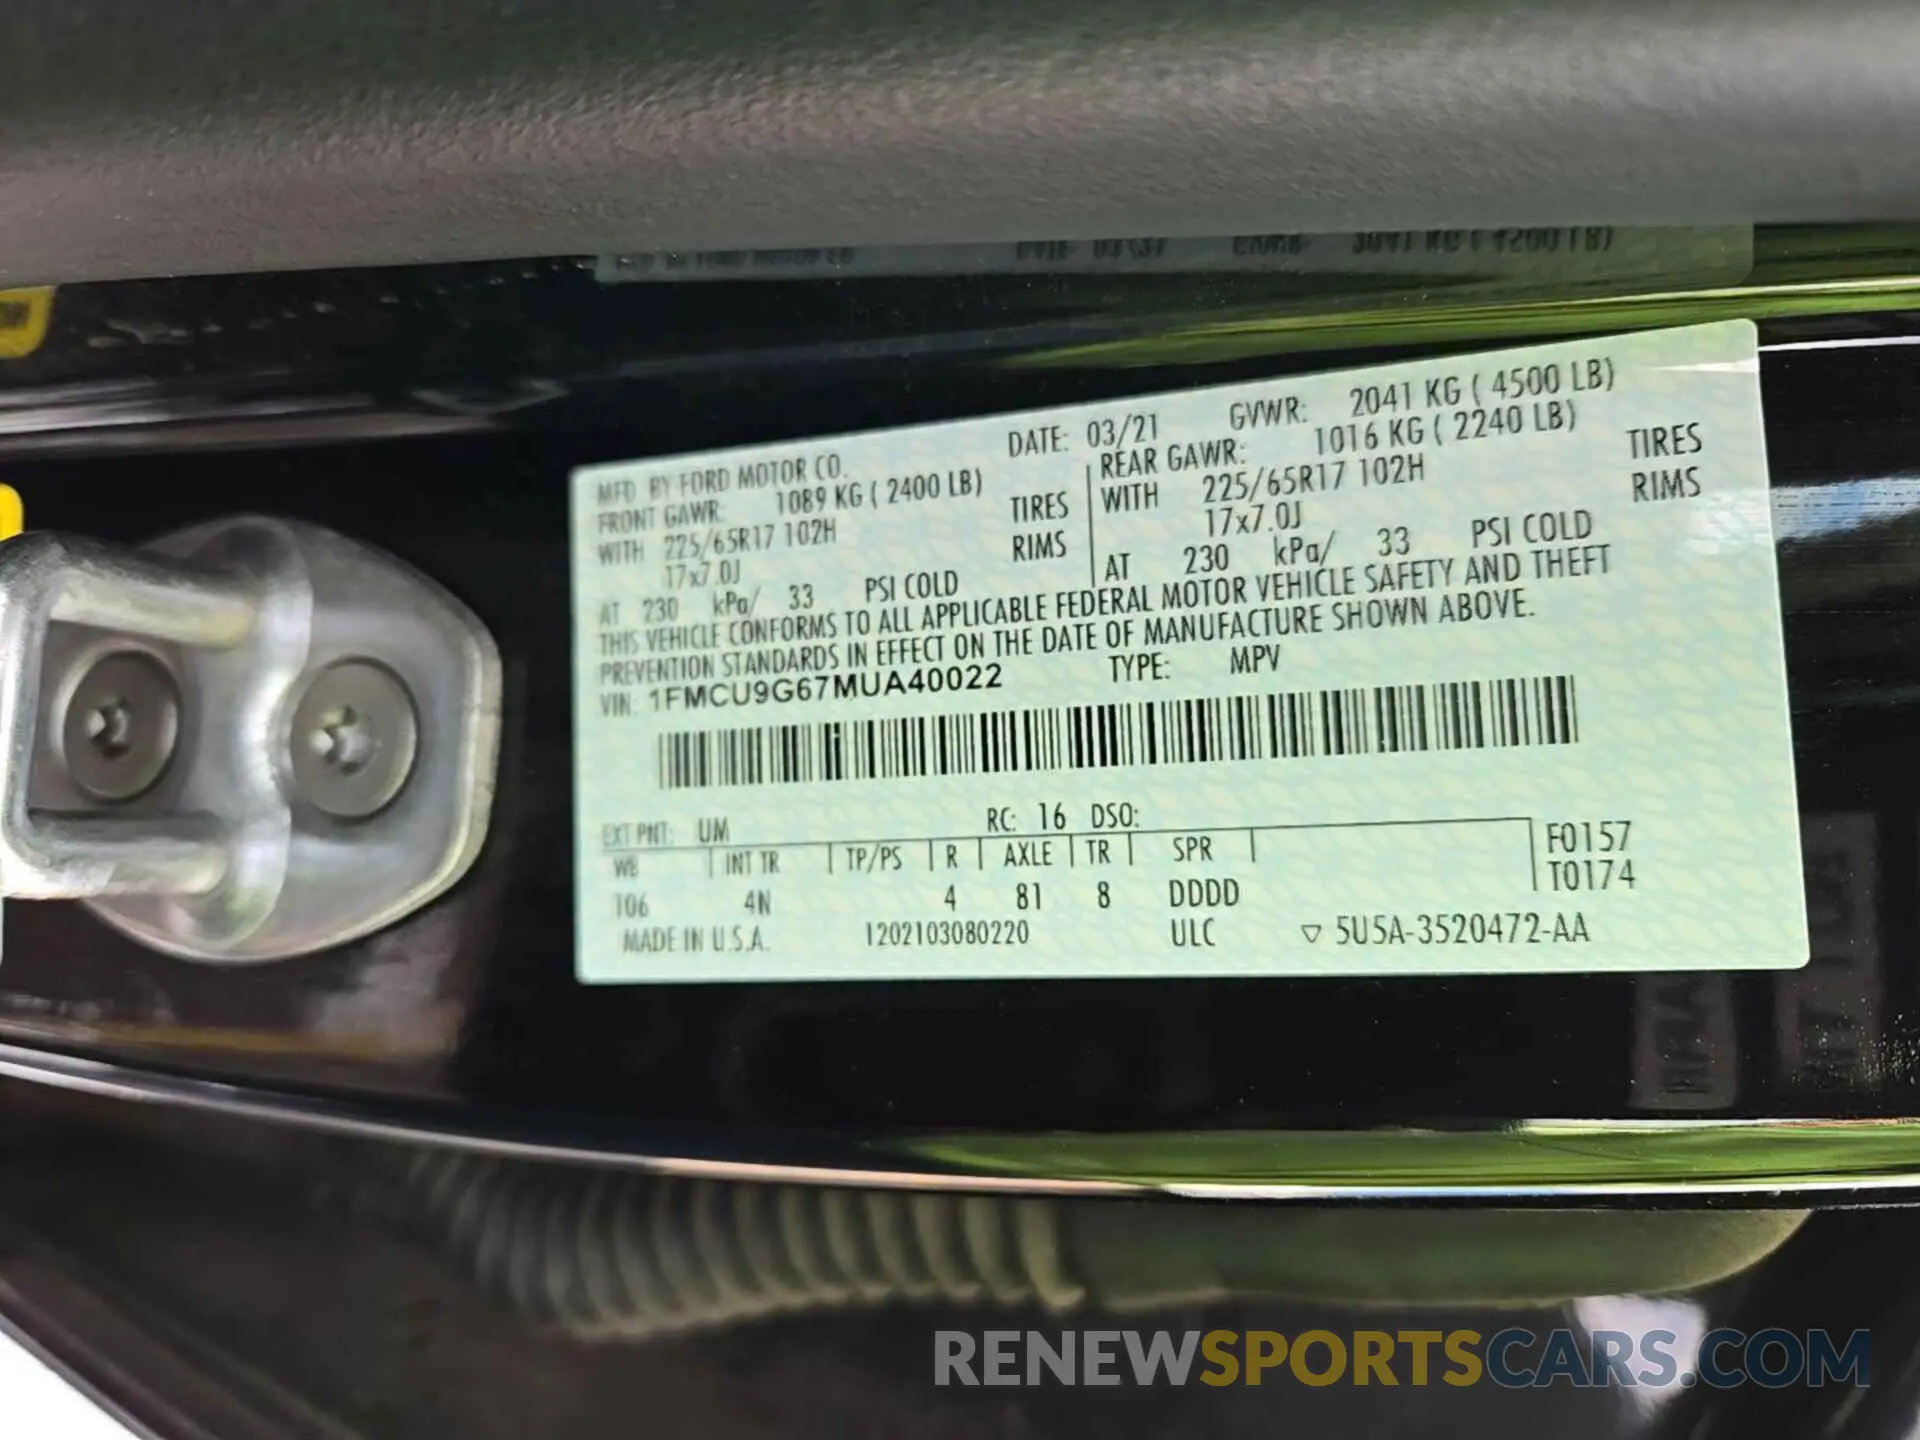 MFD. BY FORD MOTOR CO. DATE: 03/21 GVWR: 2041 KG ( 4500 LB)
FRONT GAWR: 1089 KG ( 2400 LB) REAR GAWR: 1016 KG ( 2240 LB)
WITH 225/65R17 102H TIRES WITH 225/65R17 102H TIRES
17x7.0J RIMS 17x7.0J RIMS
AT 230 kPa/ 33 PSI COLD AT 230 kPa/ 33 PSI COLD
THIS VEHICLE CONFORMS TO ALL APPLICABLE FEDERAL MOTOR VEHICLE SAFETY AND THEFT
PREVENTION STANDARDS IN EFFECT ON THE DATE OF MANUFACTURE SHOWN ABOVE.
VIN: 1FMCU9G67MUA40022 TYPE: MPV
EXT PNT: UM RC: 16 DSO:
WB INT TR TP/PS R AXLE TR SPR F0157
106 4N 4 81 8 DDDD T0174
MADE IN U.S.A. 1202103080220 ULC ▽ 5U5A-3520472-AA
RENEWSPORTSCARS.COM